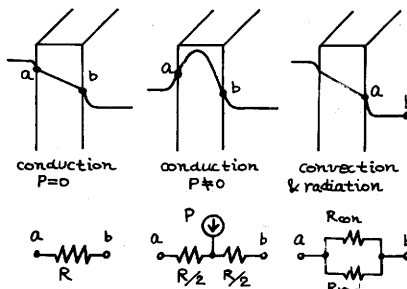 a b
a b
a
conduction
P=0
conduction
P≠0
convection
& radiation
a b
R
P
a b
R/2 R/2
Rcon
a b